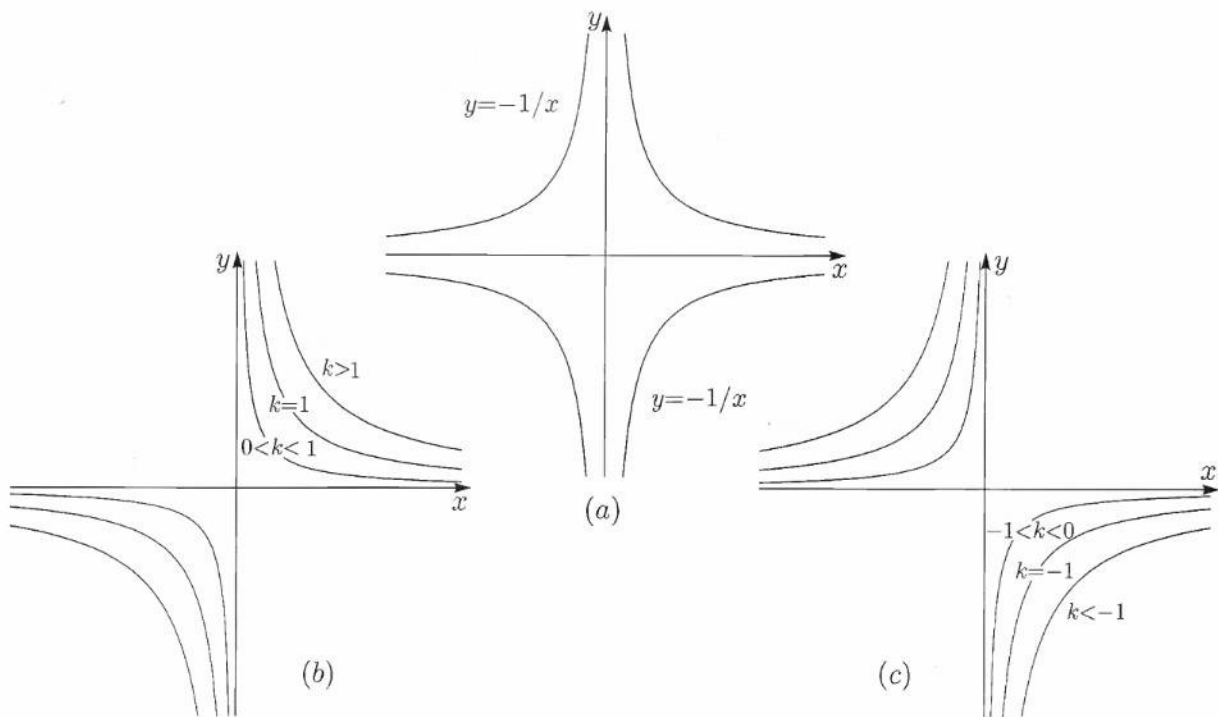 y
y=-1/x
x
y=-1/x
(a)
y
k>1
k=1
0<k<1
x
(b)
y
x
-1<k<0
k=-1
k<-1
(c)